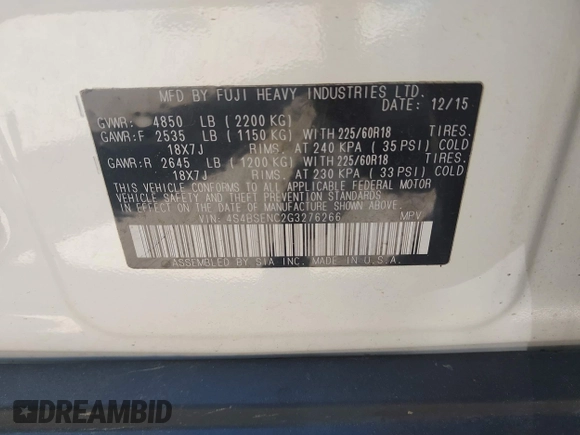 MFD BY FUJI HEAVY INDUSTRIES LTD.
DATE: 12/15
GVWR: 4850 LB (2200 KG)
GAWR:F 2535 LB (1150 KG) WITH 225/60R18
18X7J RIMS. AT 240 KPA ( 35 PSI) COLD
GAWR:R 2645 LB (1200 KG) WITH 225/60R18
18X7J RIMS. AT 230 KPA ( 33 PSI) COLD
THIS VEHICLE CONFORMS TO ALL APPLICABLE FEDERAL MOTOR
VEHICLE SAFETY AND THEFT PREVENTION STANDARDS
IN EFFECT ON THE DATE OF MANUFACTURE SHOWN ABOVE.
VIN: 4S4BSENC2G3276266 MPV
ASSEMBLED BY SIA INC. MADE IN U.S.A.
DREAMBID